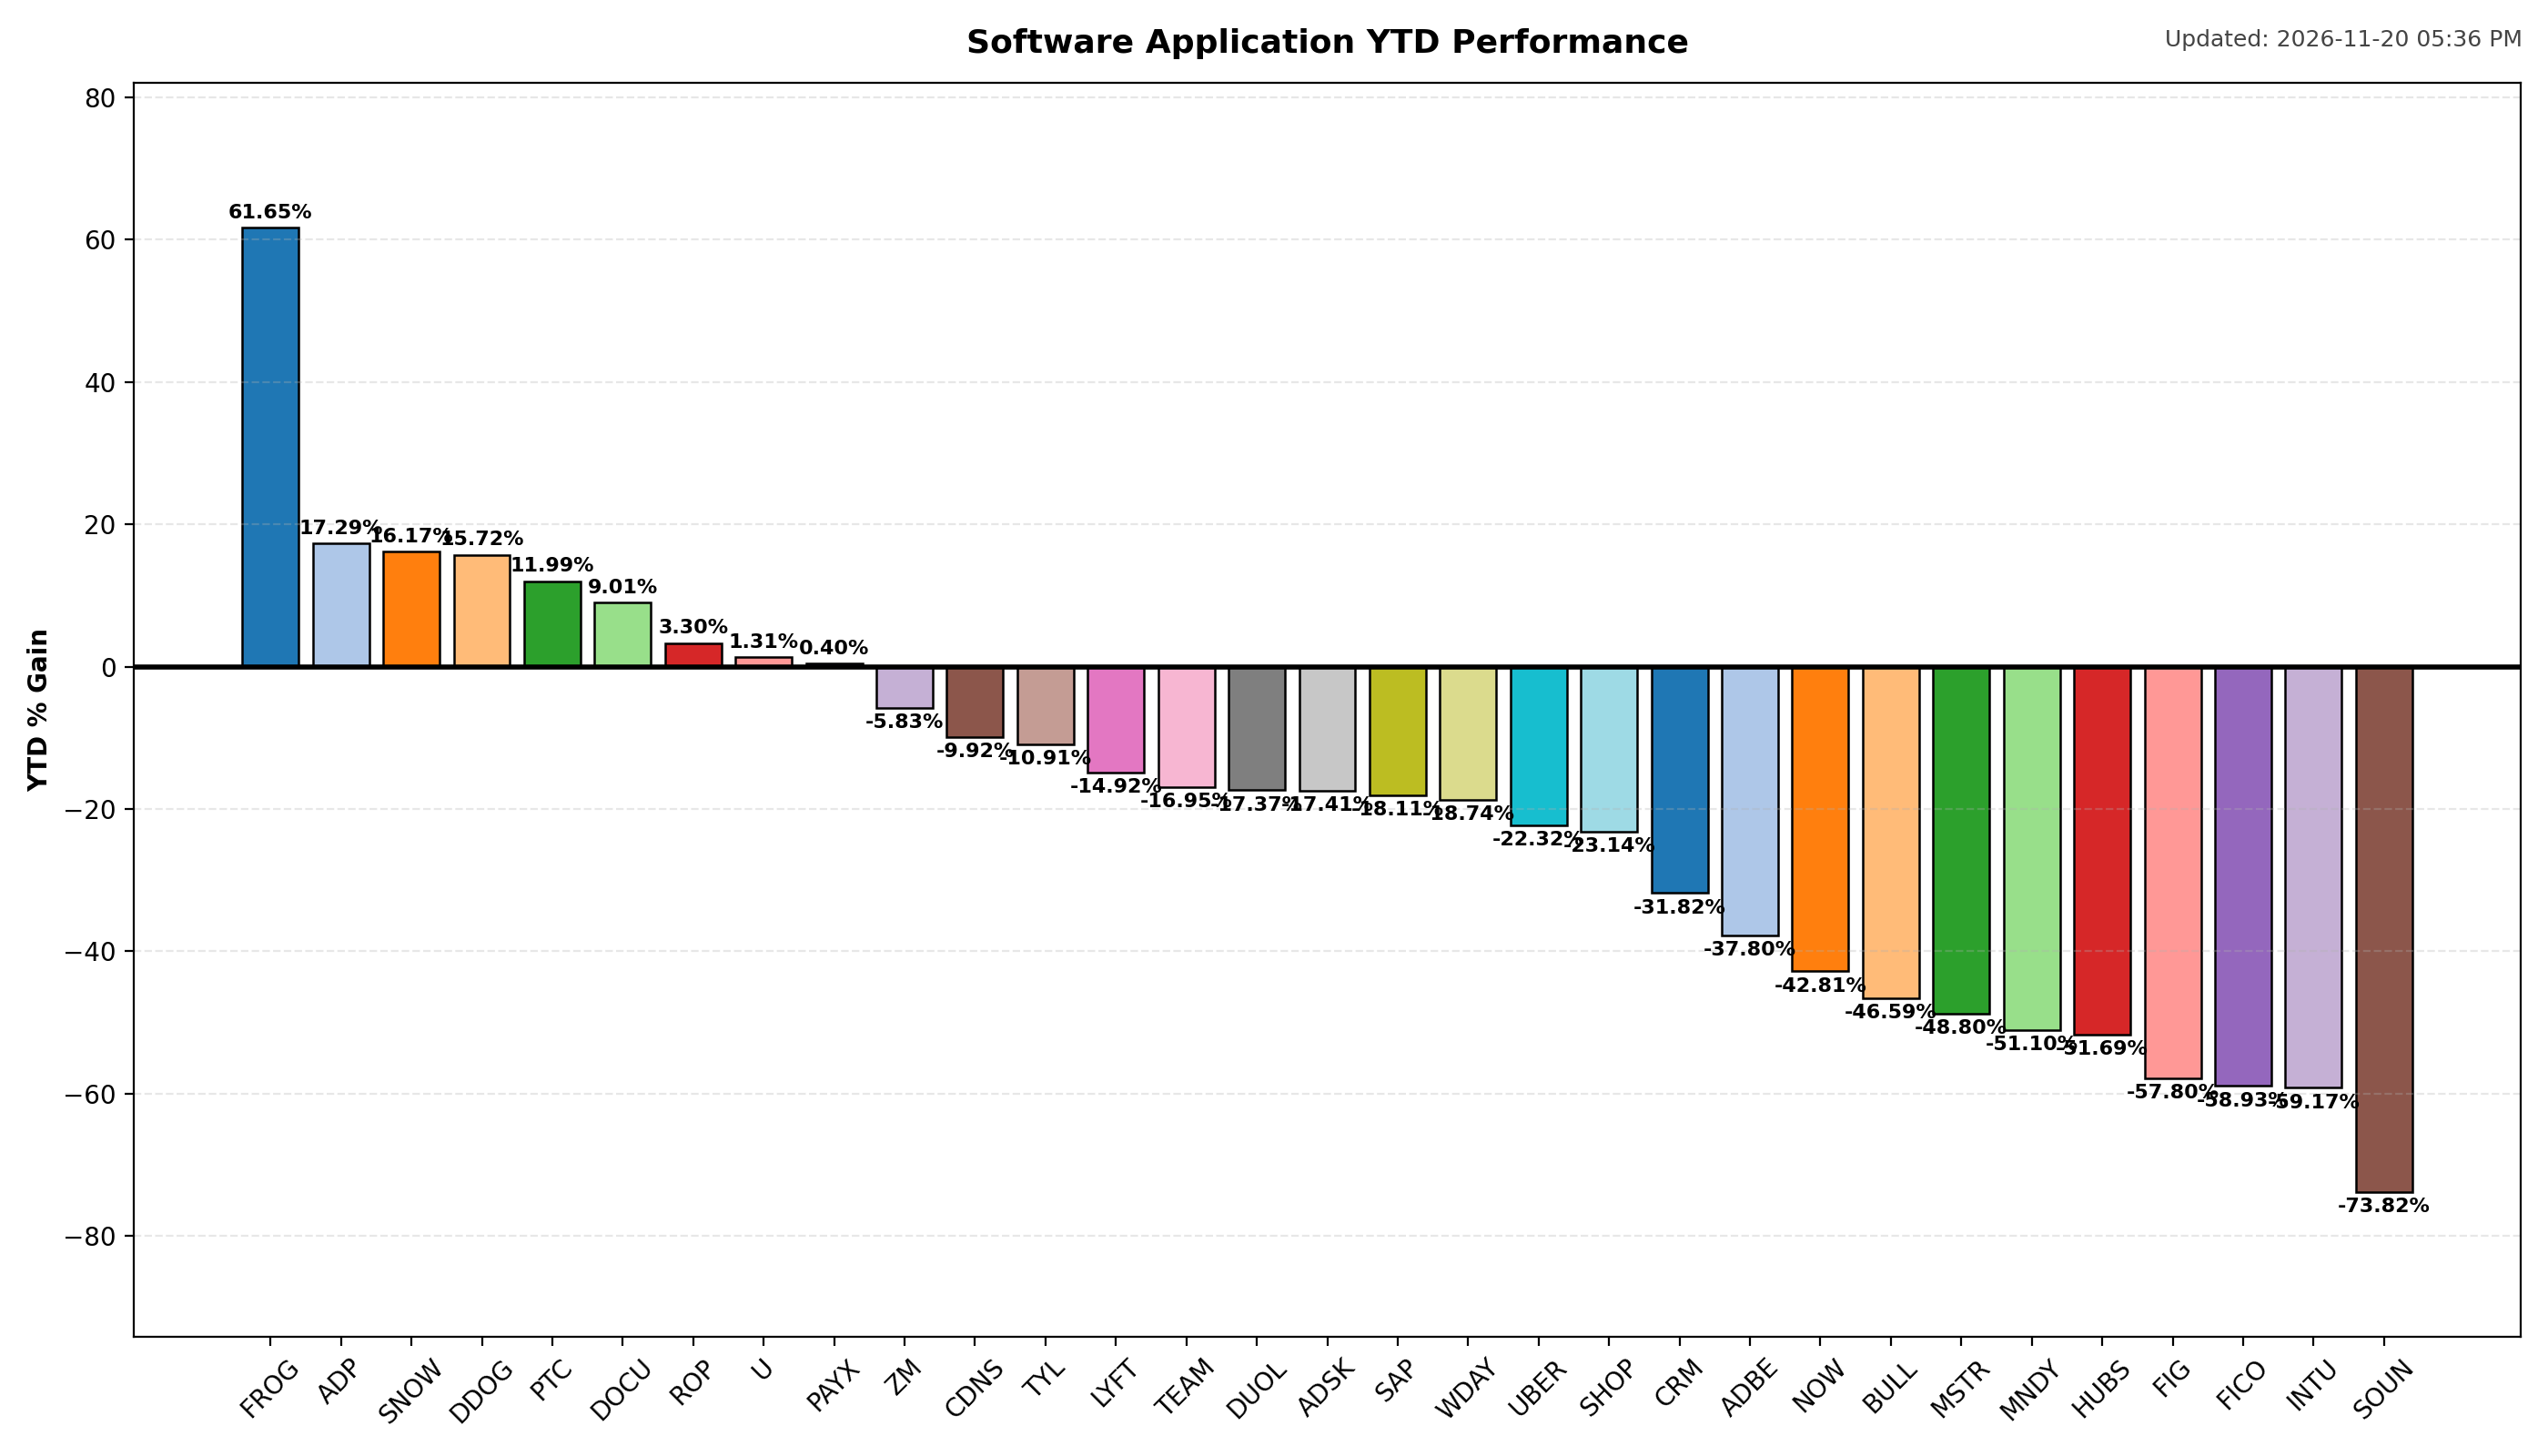 Software Application YTD Performance
Updated: 2026-11-20 05:36 PM
YTD % Gain
80
60
40
20
0
−20
−40
−60
−80
61.65%
17.29%
16.17%
15.72%
11.99%
9.01%
3.30%
1.31%
0.40%
-5.83%
-9.92%
-10.91%
-14.92%
-16.95%
-17.37%
-17.41%
-18.11%
-18.74%
-22.32%
-23.14%
-31.82%
-37.80%
-42.81%
-46.59%
-48.80%
-51.10%
-51.69%
-57.80%
-58.93%
-59.17%
-73.82%
FROG
ADP
SNOW
DDOG
PTC
DOCU
ROP
U
PAYX
ZM
CDNS
TYL
LYFT
TEAM
DUOL
ADSK
SAP
WDAY
UBER
SHOP
CRM
ADBE
NOW
BULL
MSTR
MNDY
HUBS
FIG
FICO
INTU
SOUN